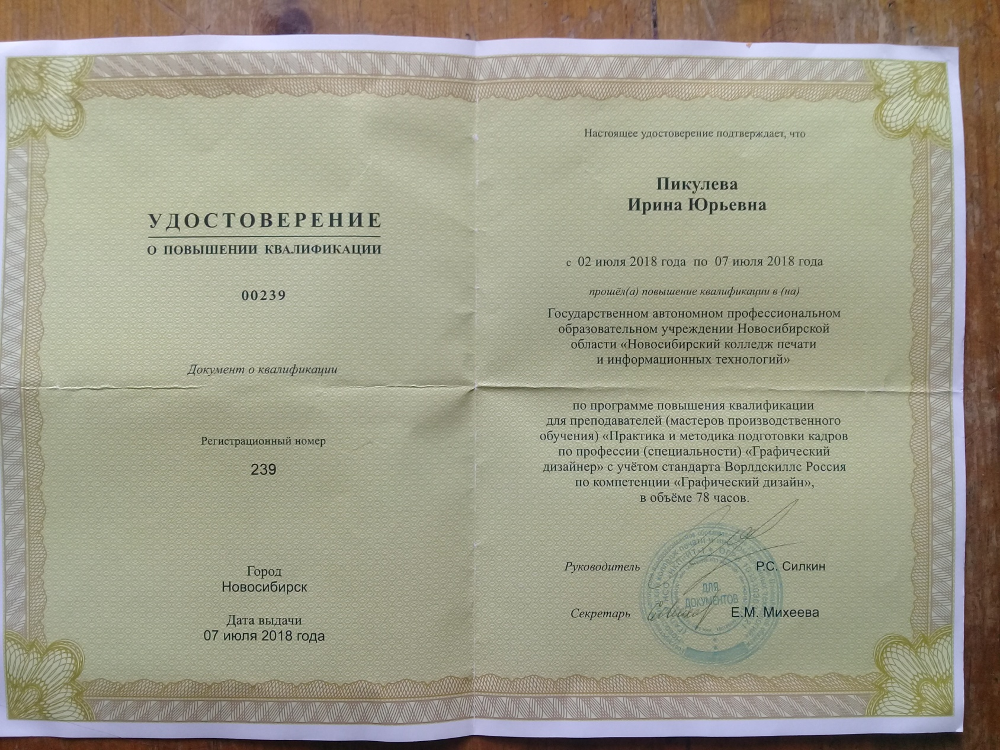 УДОСТОВЕРЕНИЕ
О ПОВЫШЕНИИ КВАЛИФИКАЦИИ
00239
Документ о квалификации
Регистрационный номер
239
Город
Новосибирск
Дата выдачи
07 июля 2018 года
Настоящее удостоверение подтверждает, что
Пикулева
Ирина Юрьевна
с 02 июля 2018 года по 07 июля 2018 года
прошёл(а) повышение квалификации в (на)
Государственном автономном профессиональном
образовательном учреждении Новосибирской
области «Новосибирский колледж печати
и информационных технологий»
по программе повышения квалификации
для преподавателей (мастеров производственного
обучения) «Практика и методика подготовки кадров
по профессии (специальности) «Графический
дизайнер» с учётом стандарта Ворлдскиллс Россия
по компетенции «Графический дизайн»,
в объёме 78 часов.
Руководитель Р.С. Силкин
ДЛЯ
ДОКУМЕНТОВ
Секретарь Е.М. Михеева